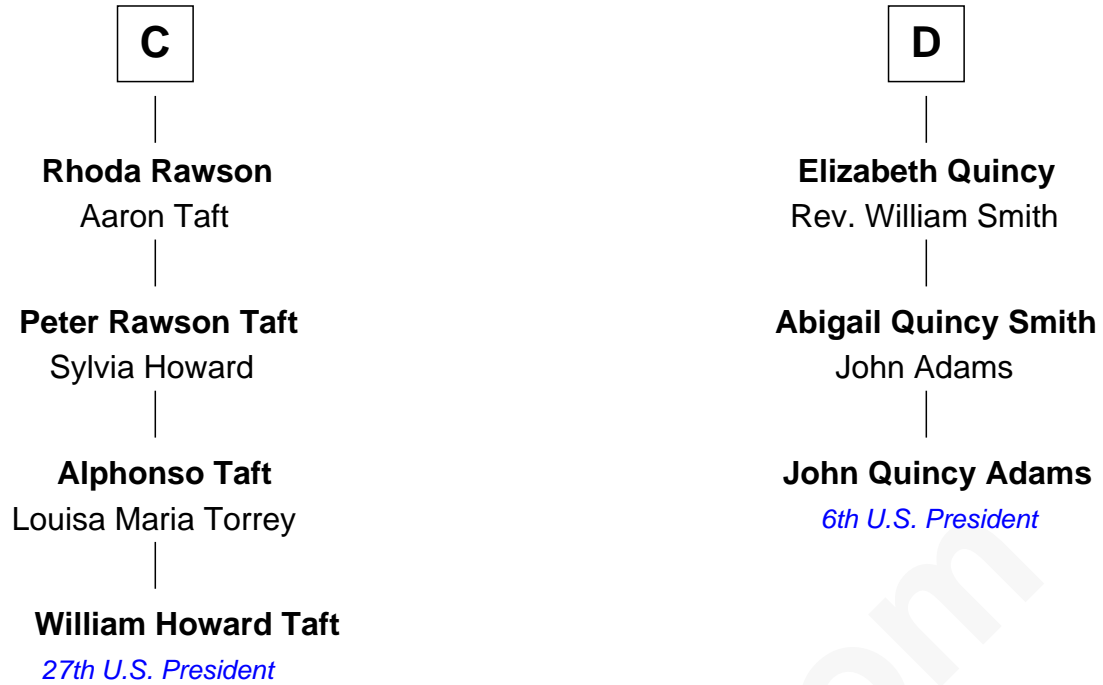 C
Rhoda Rawson
Aaron Taft
Peter Rawson Taft
Sylvia Howard
Alphonso Taft
Louisa Maria Torrey
William Howard Taft
27th U.S. President
D
Elizabeth Quincy
Rev. William Smith
Abigail Quincy Smith
John Adams
John Quincy Adams
6th U.S. President
om